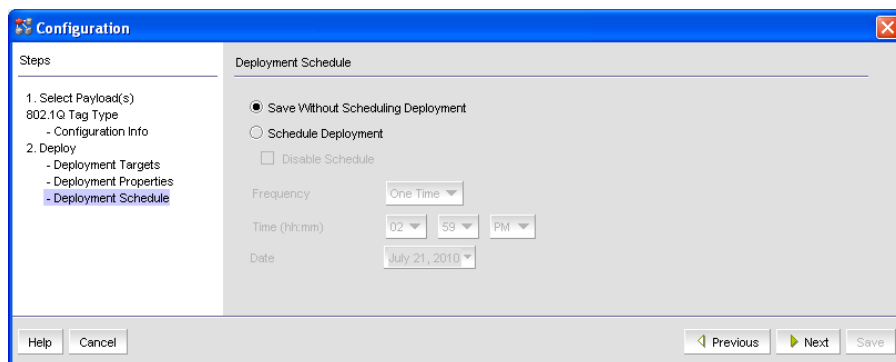 Configuration
Steps
1. Select Payload(s)
802.1Q Tag Type
- Configuration Info
2. Deploy
- Deployment Targets
- Deployment Properties
- Deployment Schedule
Deployment Schedule
Save Without Scheduling Deployment
Schedule Deployment
Disable Schedule
Frequency One Time
Time (hh:mm) 02 59 PM
Date July 21, 2010
Help Cancel Previous Next Save